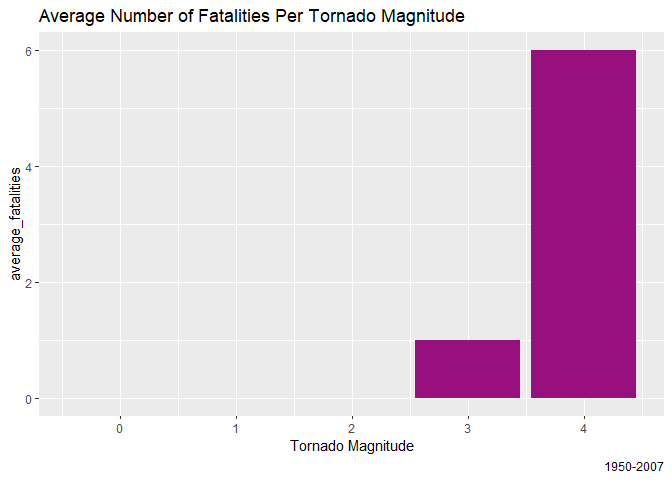 Average Number of Fatalities Per Tornado Magnitude
6
4
2
0
average_fatalities
0 1 2 3 4
Tornado Magnitude
1950-2007